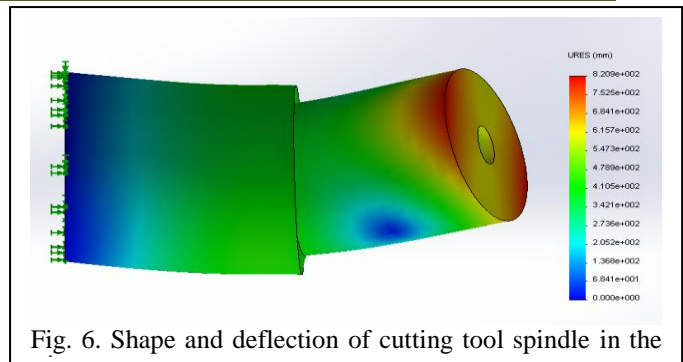 URES (mm)
8.209e+002
7.525e+002
6.841e+002
6.157e+002
5.473e+002
4.789e+002
4.105e+002
3.421e+002
2.736e+002
2.052e+002
1.368e+002
6.841e+001
0.000e+000
Fig. 6. Shape and deflection of cutting tool spindle in the